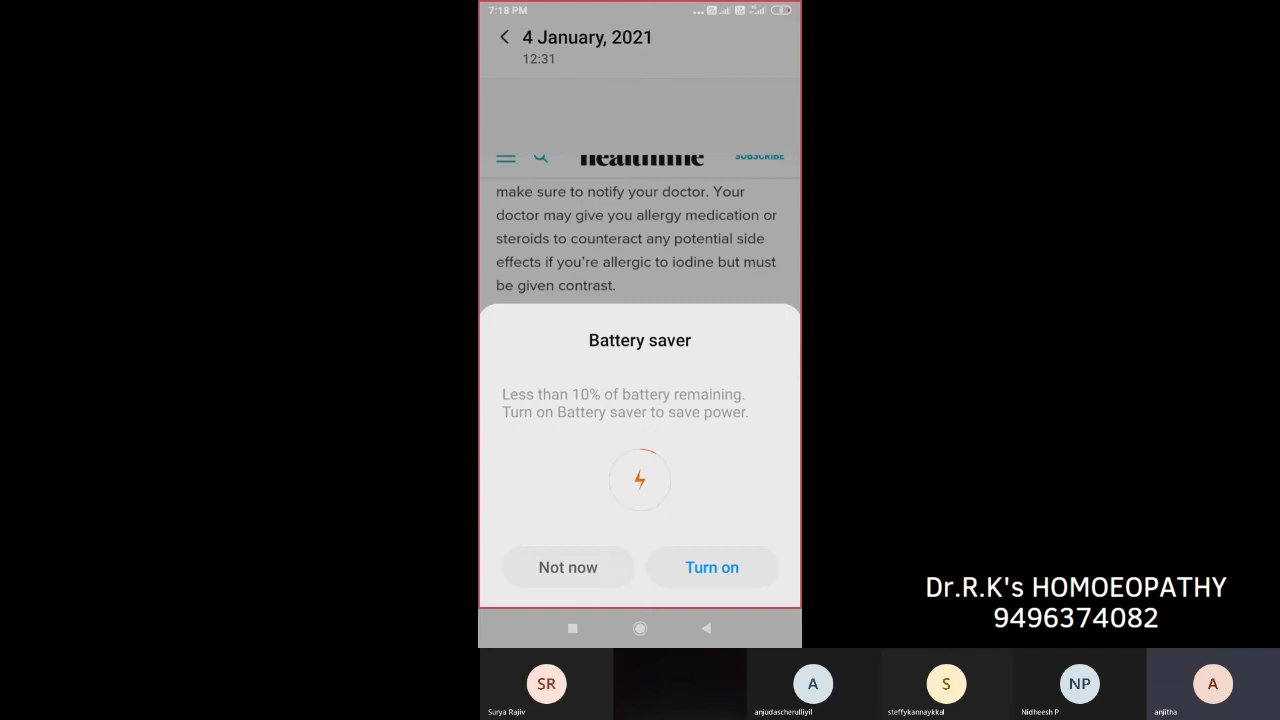 7:18 PM
4 January, 2021
12:31
healthline
SUBSCRIBE
make sure to notify your doctor. Your
doctor may give you allergy medication or
steroids to counteract any potential side
effects if you're allergic to iodine but must
be given contrast.
Battery saver
Less than 10% of battery remaining.
Turn on Battery saver to save power.
Not now
Turn on
Dr.R.K's HOMOEOPATHY
9496374082
SR
A
S
NP
A
Surya Rajiv
anjudascherulliyil
steffykannaykkal
Nidheesh P
anjitha